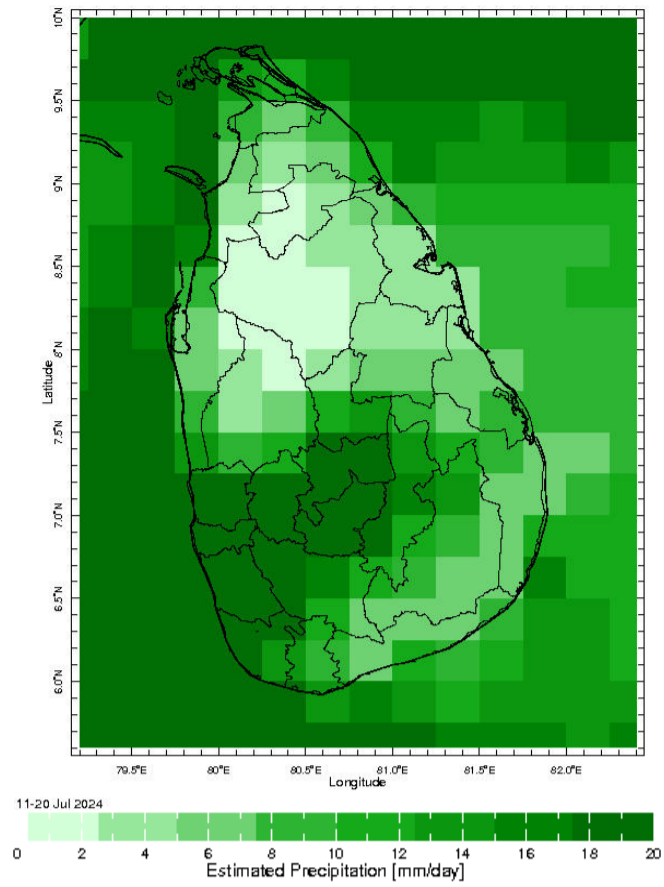 10°N
9.5°N
9°N
8.5°N
8°N
7.5°N
7.0°N
6.5°N
6.0°N
Latitude
79.5°E 80°E 80.5°E 81.0°E 81.5°E 82.0°E
Longitude
11-20 Jul 2024
0 2 4 6 8 10 12 14 16 18 20
Estimated Precipitation [mm/day]